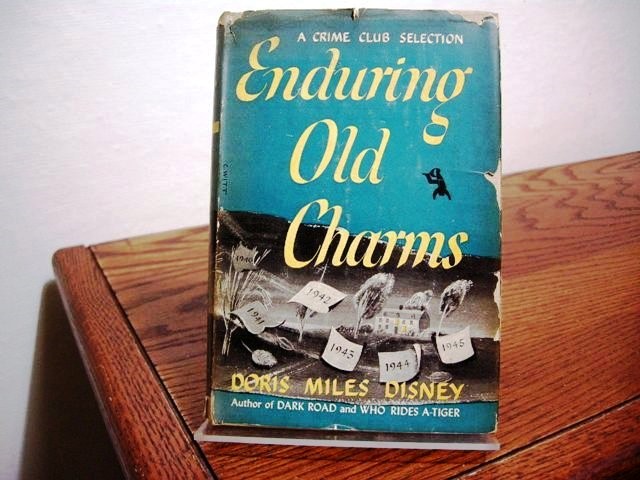 A CRIME CLUB SELECTION
Enduring
Old
Charms
C.WITT
1940
1941
1942
1943
1944
1945
DORIS MILES DISNEY
Author of DARK ROAD and WHO RIDES A-TIGER